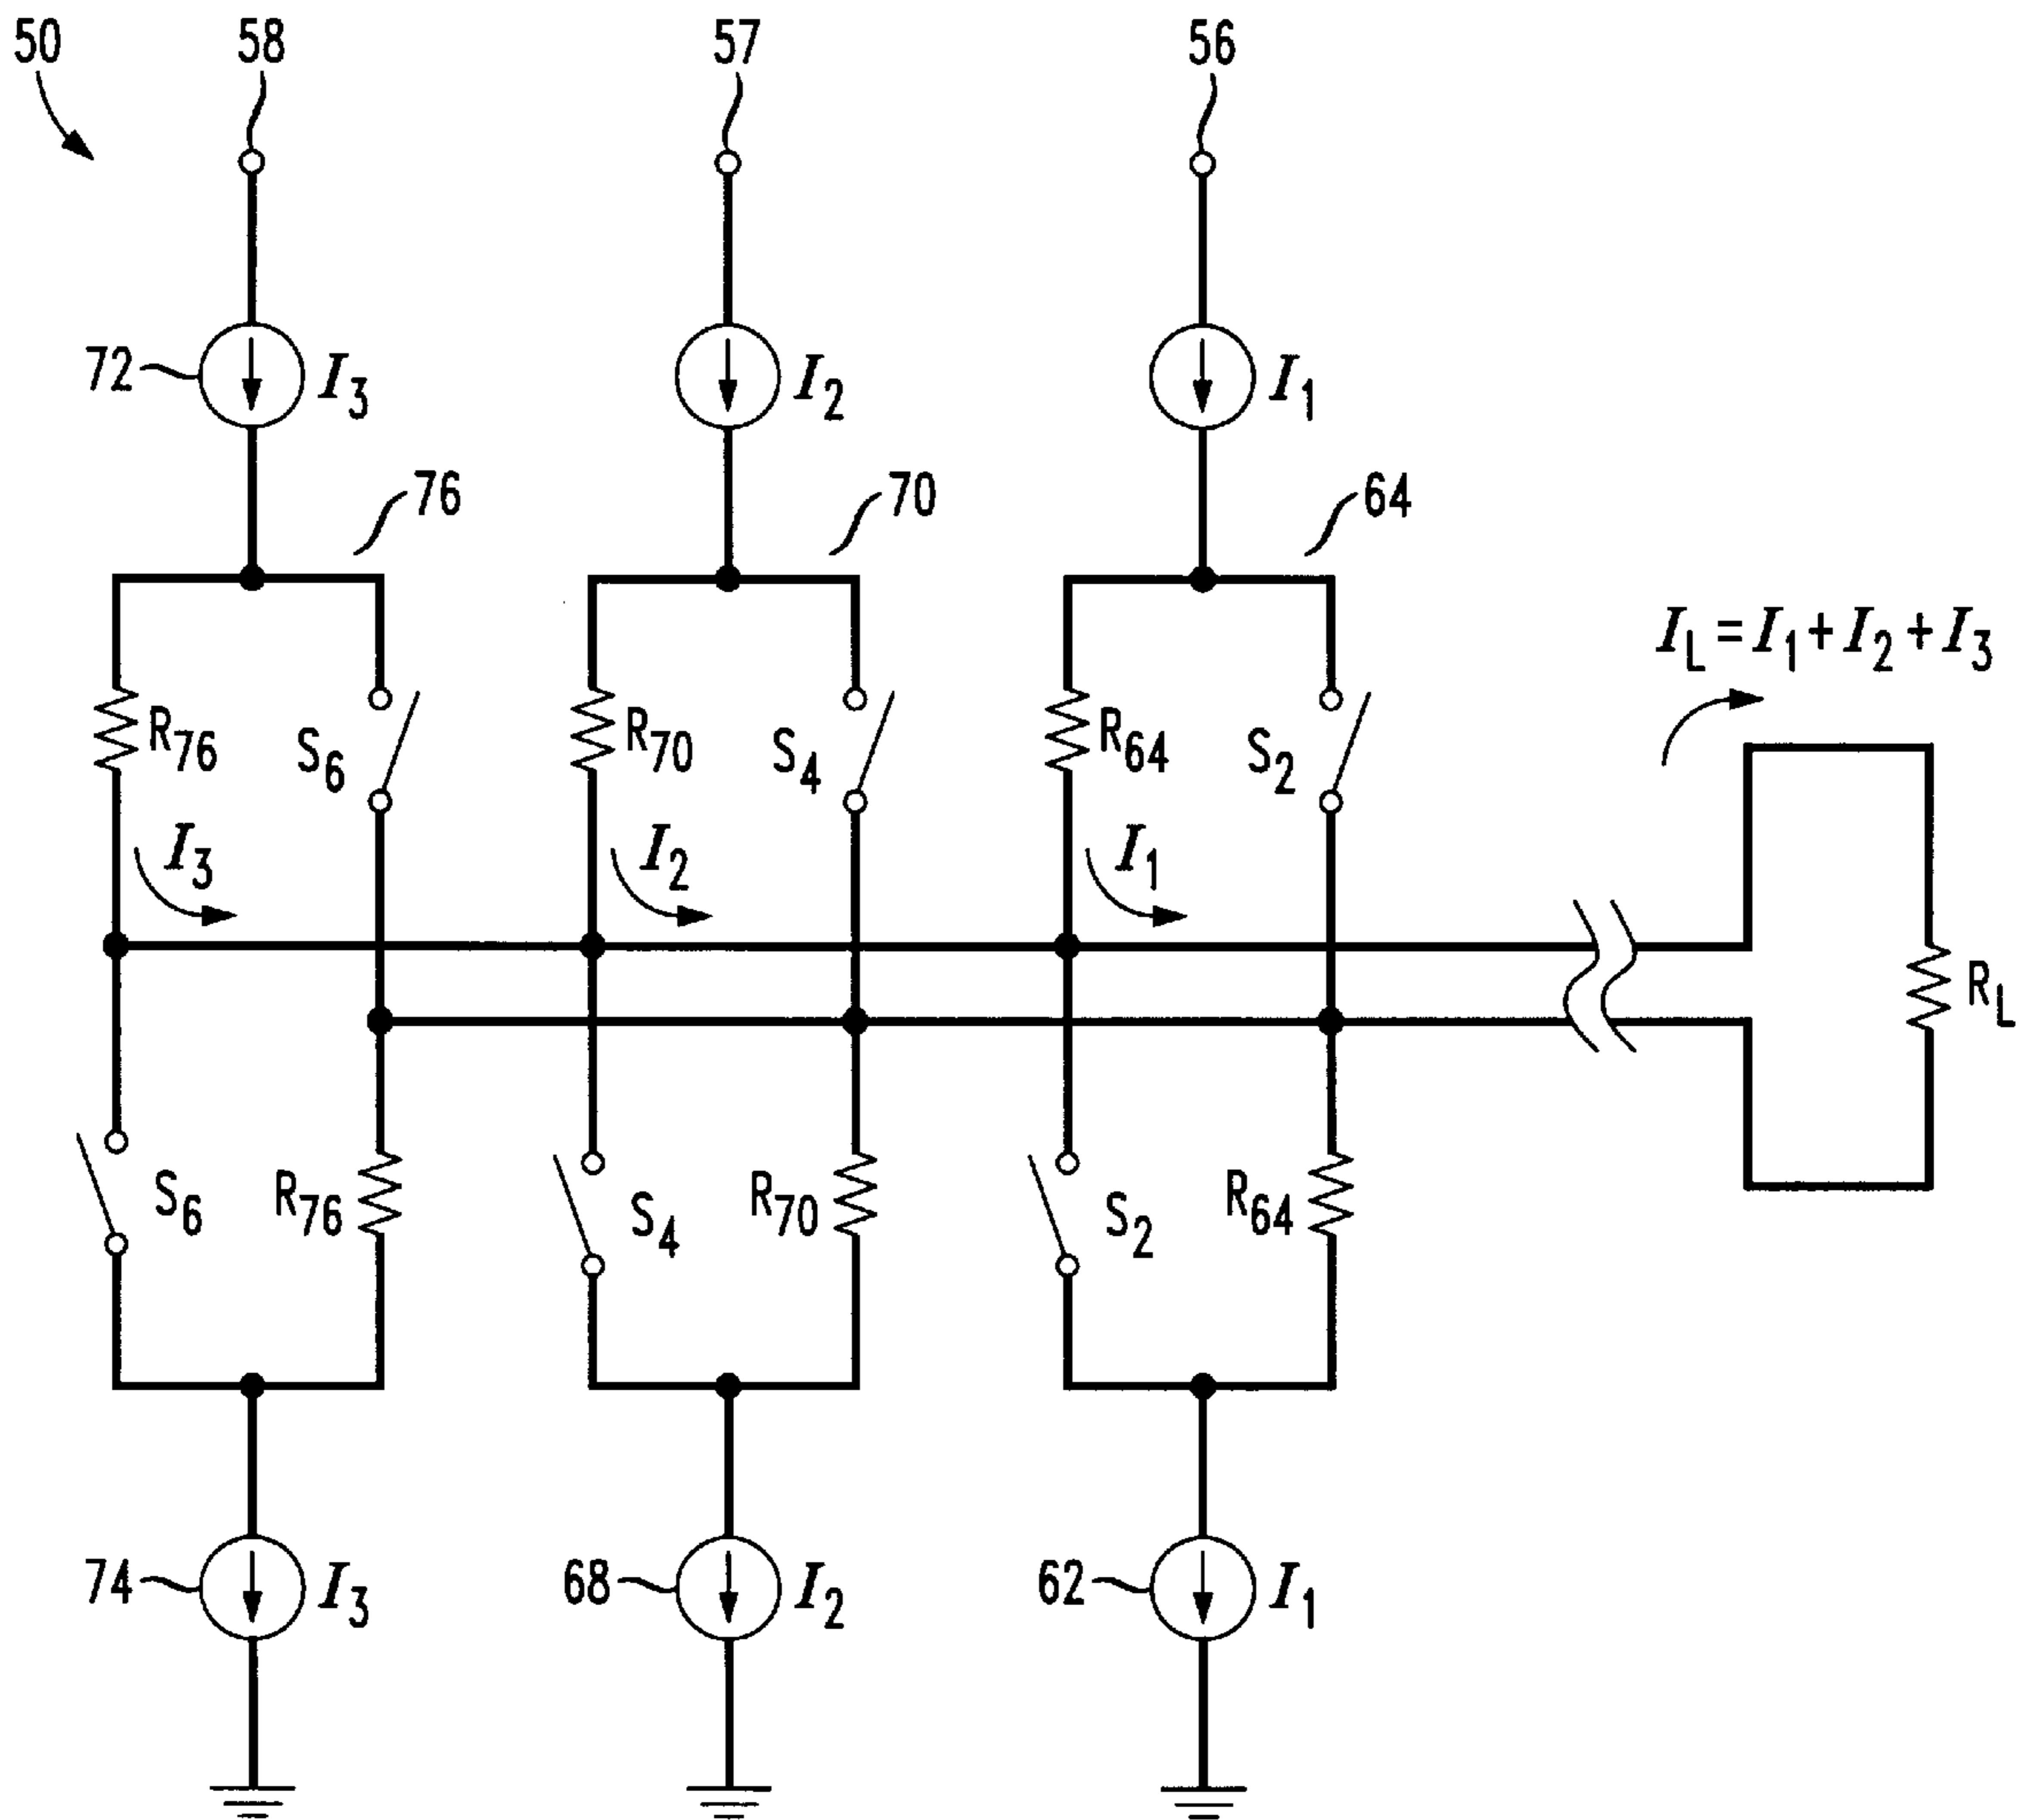 50
58
57
56
72
I3
I2
I1
76
70
64
IL = I1 + I2 + I3
R76
S6
R70
S4
R64
S2
I3
I2
I1
RL
S6
R76
S4
R70
S2
R64
74
I3
68
I2
62
I1